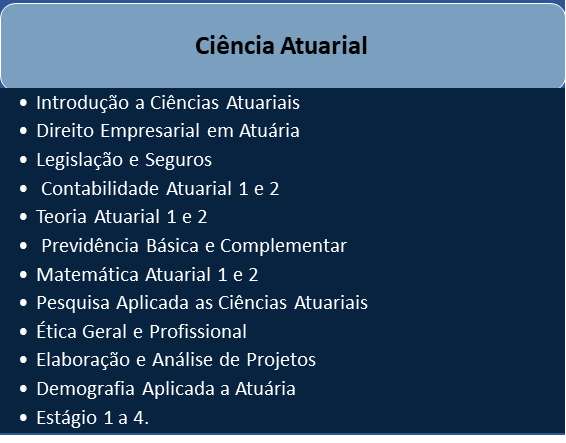 Ciência Atuarial
• Introdução a Ciências Atuariais
• Direito Empresarial em Atuária
• Legislação e Seguros
• Contabilidade Atuarial 1 e 2
• Teoria Atuarial 1 e 2
• Previdência Básica e Complementar
• Matemática Atuarial 1 e 2
• Pesquisa Aplicada as Ciências Atuariais
• Ética Geral e Profissional
• Elaboração e Análise de Projetos
• Demografia Aplicada a Atuária
• Estágio 1 a 4.